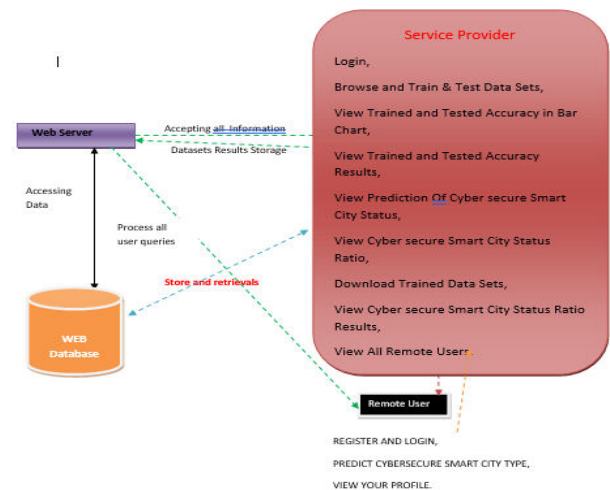 Service Provider
Login,
Browse and Train & Test Data Sets,
View Trained and Tested Accuracy in Bar
Chart,
View Trained and Tested Accuracy
Results,
View Prediction Of Cyber secure Smart
City Status,
View Cyber secure Smart City Status
Ratio,
Download Trained Data Sets,
View Cyber secure Smart City Status Ratio
Results,
View All Remote Users.
Web Server
Accepting all Information
Datasets Results Storage
Accessing
Data
Process all
user queries
Store and retrievals
WEB
Database
Remote User
REGISTER AND LOGIN,
PREDICT CYBERSECURE SMART CITY TYPE,
VIEW YOUR PROFILE.